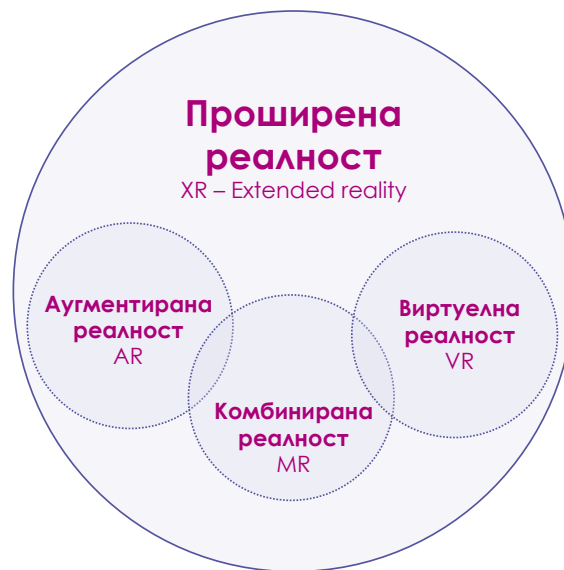 Проширена
реалност
XR – Extended reality
Аугментирана
реалност
AR
Виртуелна
реалност
VR
Комбинирана
реалност
MR